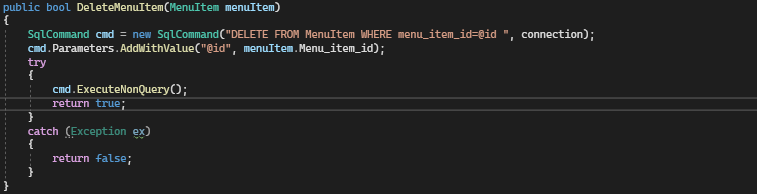 public bool DeleteMenuItem(MenuItem menuItem)
{
SqlCommand cmd = new SqlCommand("DELETE FROM MenuItem WHERE menu_item_id=@id ", connection);
cmd.Parameters.AddWithValue("@id", menuItem.Menu_item_id);
try
{
cmd.ExecuteNonQuery();
return true;
}
catch (Exception ex)
{
return false;
}
}